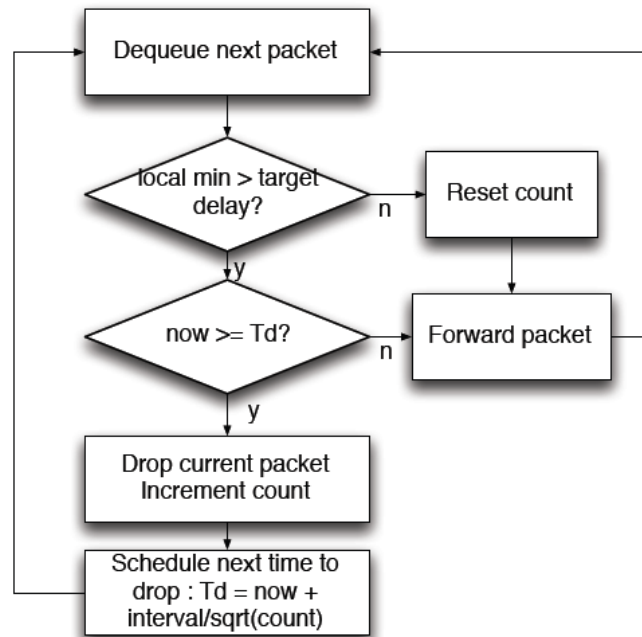 Dequeue next packet
local min > target
delay?
n
Reset count
y
now >= Td?
n
Forward packet
y
Drop current packet
Increment count
Schedule next time to
drop : Td = now +
interval/sqrt(count)